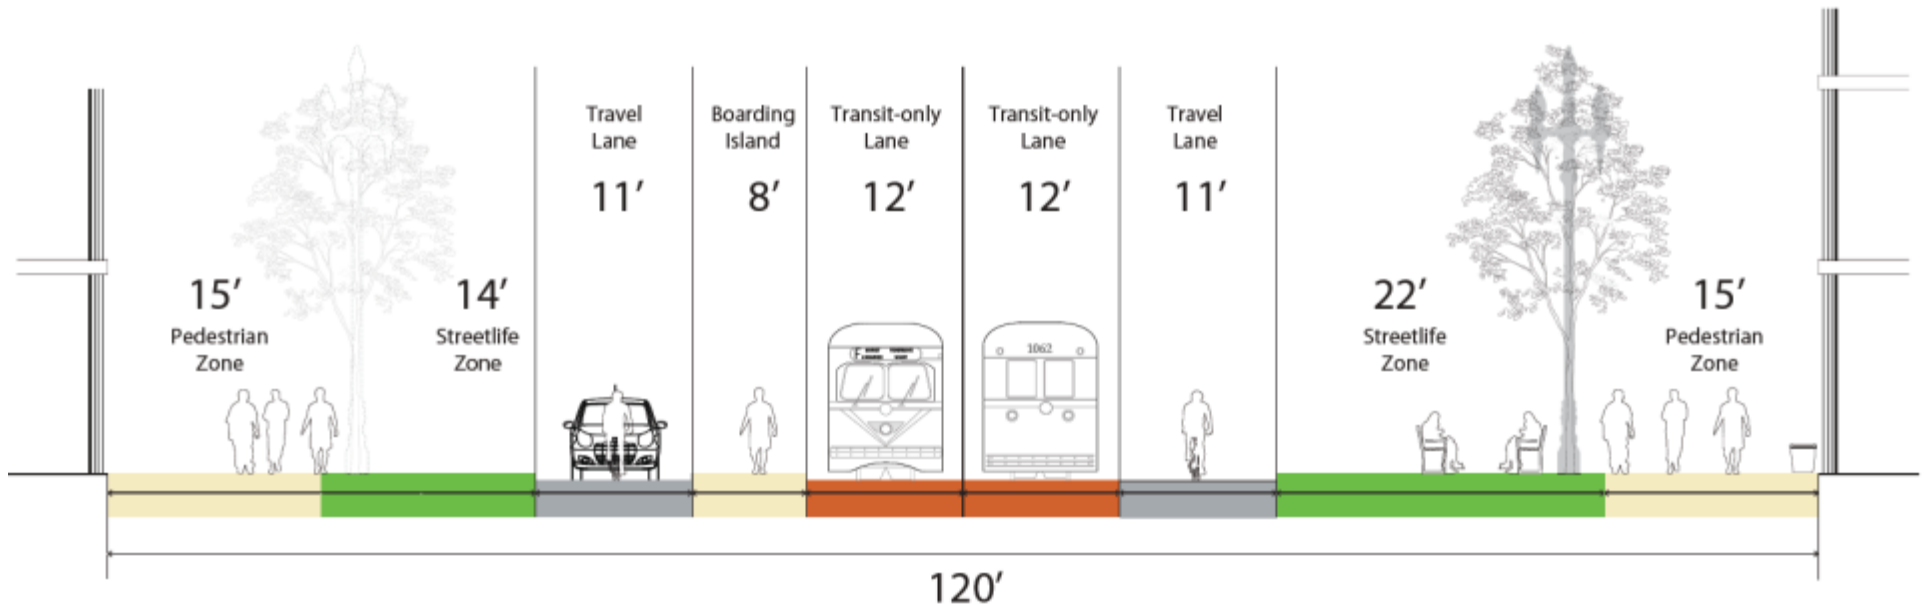 15′
Pedestrian
Zone
14′
Streetlife
Zone
Travel
Lane
11′
Boarding
Island
8′
Transit-only
Lane
12′
Transit-only
Lane
12′
1062
Travel
Lane
11′
22′
Streetlife
Zone
15′
Pedestrian
Zone
120′